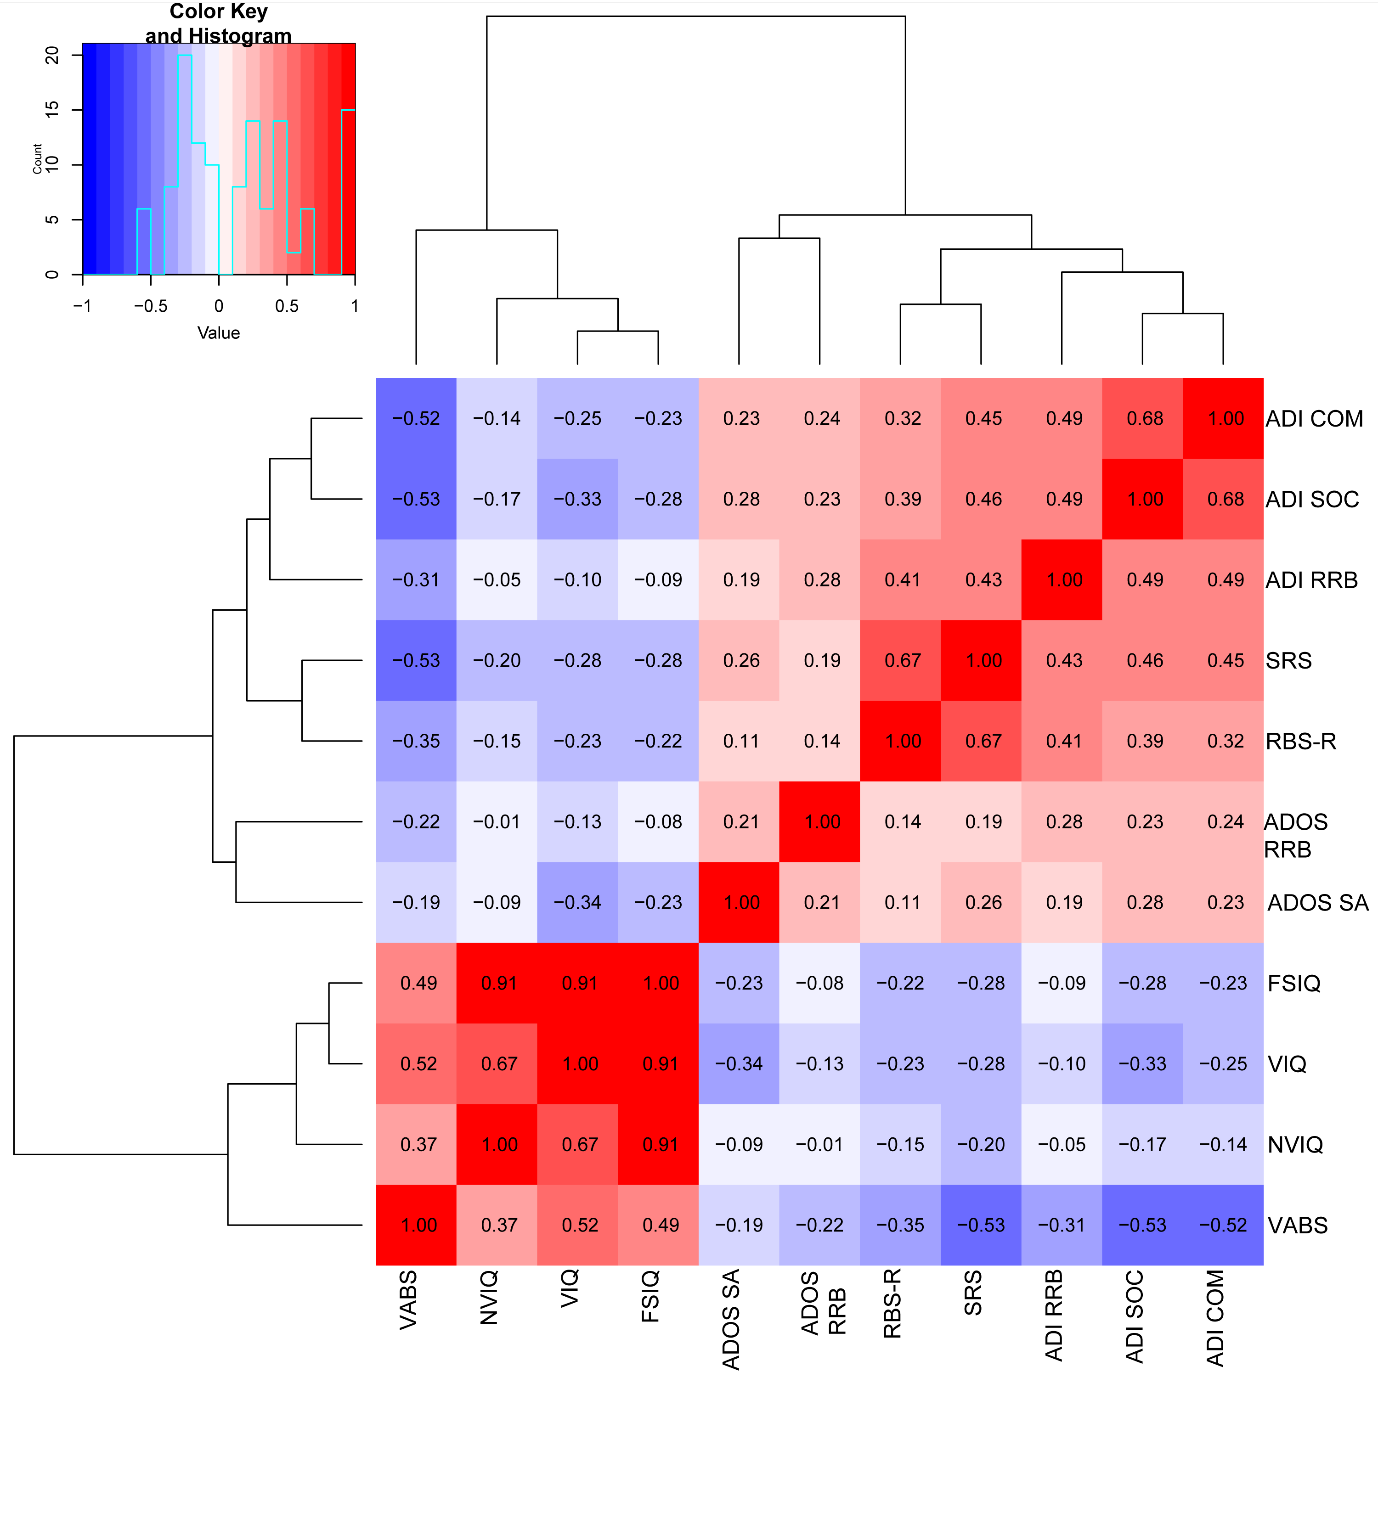 Color Key
and Histogram
Count
0 5 10 15 20
−1 −0.5 0 0.5 1
Value
−0.52 −0.14 −0.25 −0.23 0.23 0.24 0.32 0.45 0.49 0.68 1.00 ADI COM
−0.53 −0.17 −0.33 −0.28 0.28 0.23 0.39 0.46 0.49 1.00 0.68 ADI SOC
−0.31 −0.05 −0.10 −0.09 0.19 0.28 0.41 0.43 1.00 0.49 0.49 ADI RRB
−0.53 −0.20 −0.28 −0.28 0.26 0.19 0.67 1.00 0.43 0.46 0.45 SRS
−0.35 −0.15 −0.23 −0.22 0.11 0.14 1.00 0.67 0.41 0.39 0.32 RBS-R
−0.22 −0.01 −0.13 −0.08 0.21 1.00 0.14 0.19 0.28 0.23 0.24 ADOS
RRB
−0.19 −0.09 −0.34 −0.23 1.00 0.21 0.11 0.26 0.19 0.28 0.23 ADOS SA
0.49 0.91 0.91 1.00 −0.23 −0.08 −0.22 −0.28 −0.09 −0.28 −0.23 FSIQ
0.52 0.67 1.00 0.91 −0.34 −0.13 −0.23 −0.28 −0.10 −0.33 −0.25 VIQ
0.37 1.00 0.67 0.91 −0.09 −0.01 −0.15 −0.20 −0.05 −0.17 −0.14 NVIQ
1.00 0.37 0.52 0.49 −0.19 −0.22 −0.35 −0.53 −0.31 −0.53 −0.52 VABS
VABS
NVIQ
VIQ
FSIQ
ADOS SA
ADOS
RRB
RBS-R
SRS
ADI RRB
ADI SOC
ADI COM